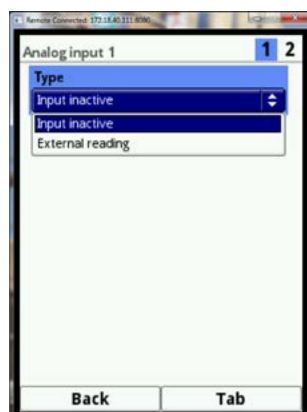 Remote Connected: 172.18.40.111:8080
Analog input 1 1 2
Type
Input inactive
Input inactive
External reading
Back Tab